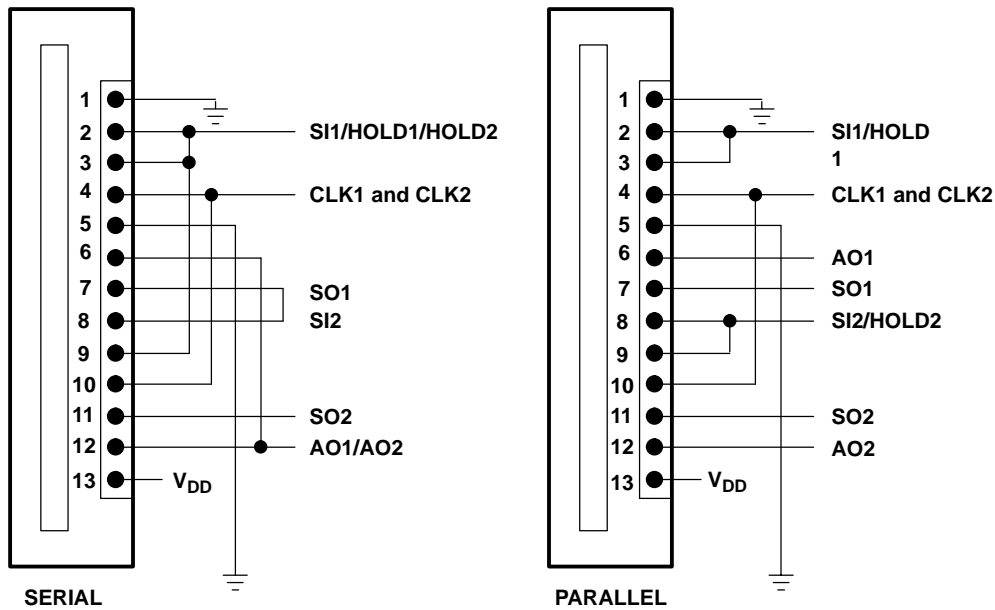 1
2 SI1/HOLD1/HOLD2
3
4 CLK1 and CLK2
5
6
7 SO1
8 SI2
9
10
11 SO2
12 AO1/AO2
13 VDD
SERIAL
1
2 SI1/HOLD
3 1
4 CLK1 and CLK2
5
6 AO1
7 SO1
8 SI2/HOLD2
9
10
11 SO2
12 AO2
13 VDD
PARALLEL